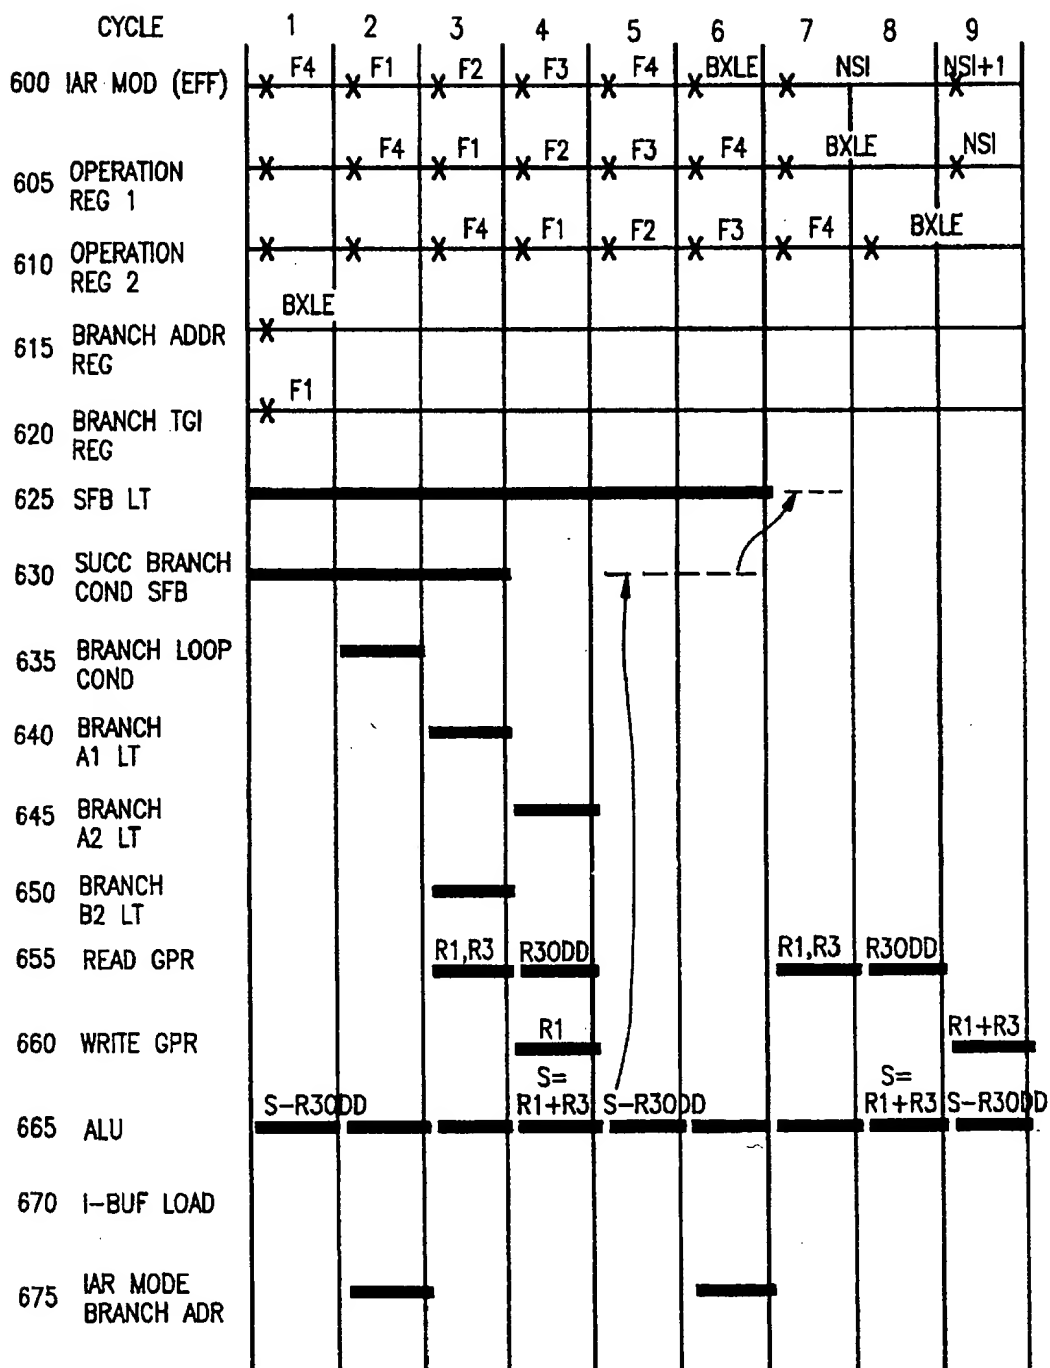 CYCLE 1 2 3 4 5 6 7 8 9
F4 F1 F2 F3 F4 BXLE NSI NSI+1
600 IAR MOD (EFF)
F4 F1 F2 F3 F4 BXLE NSI
605 OPERATION
REG 1
F4 F1 F2 F3 F4 BXLE
610 OPERATION
REG 2
BXLE
615 BRANCH ADDR
REG
F1
620 BRANCH TGI
REG
625 SFB LT
630 SUCC BRANCH
COND SFB
635 BRANCH LOOP
COND
640 BRANCH
A1 LT
645 BRANCH
A2 LT
650 BRANCH
B2 LT
655 READ GPR R1,R3 R3ODD R1,R3 R3ODD
660 WRITE GPR R1 R1+R3
S= S=
S-R3ODD R1+R3 S-R3ODD R1+R3 S-R3ODD
665 ALU
670 I-BUF LOAD
675 IAR MODE
BRANCH ADR